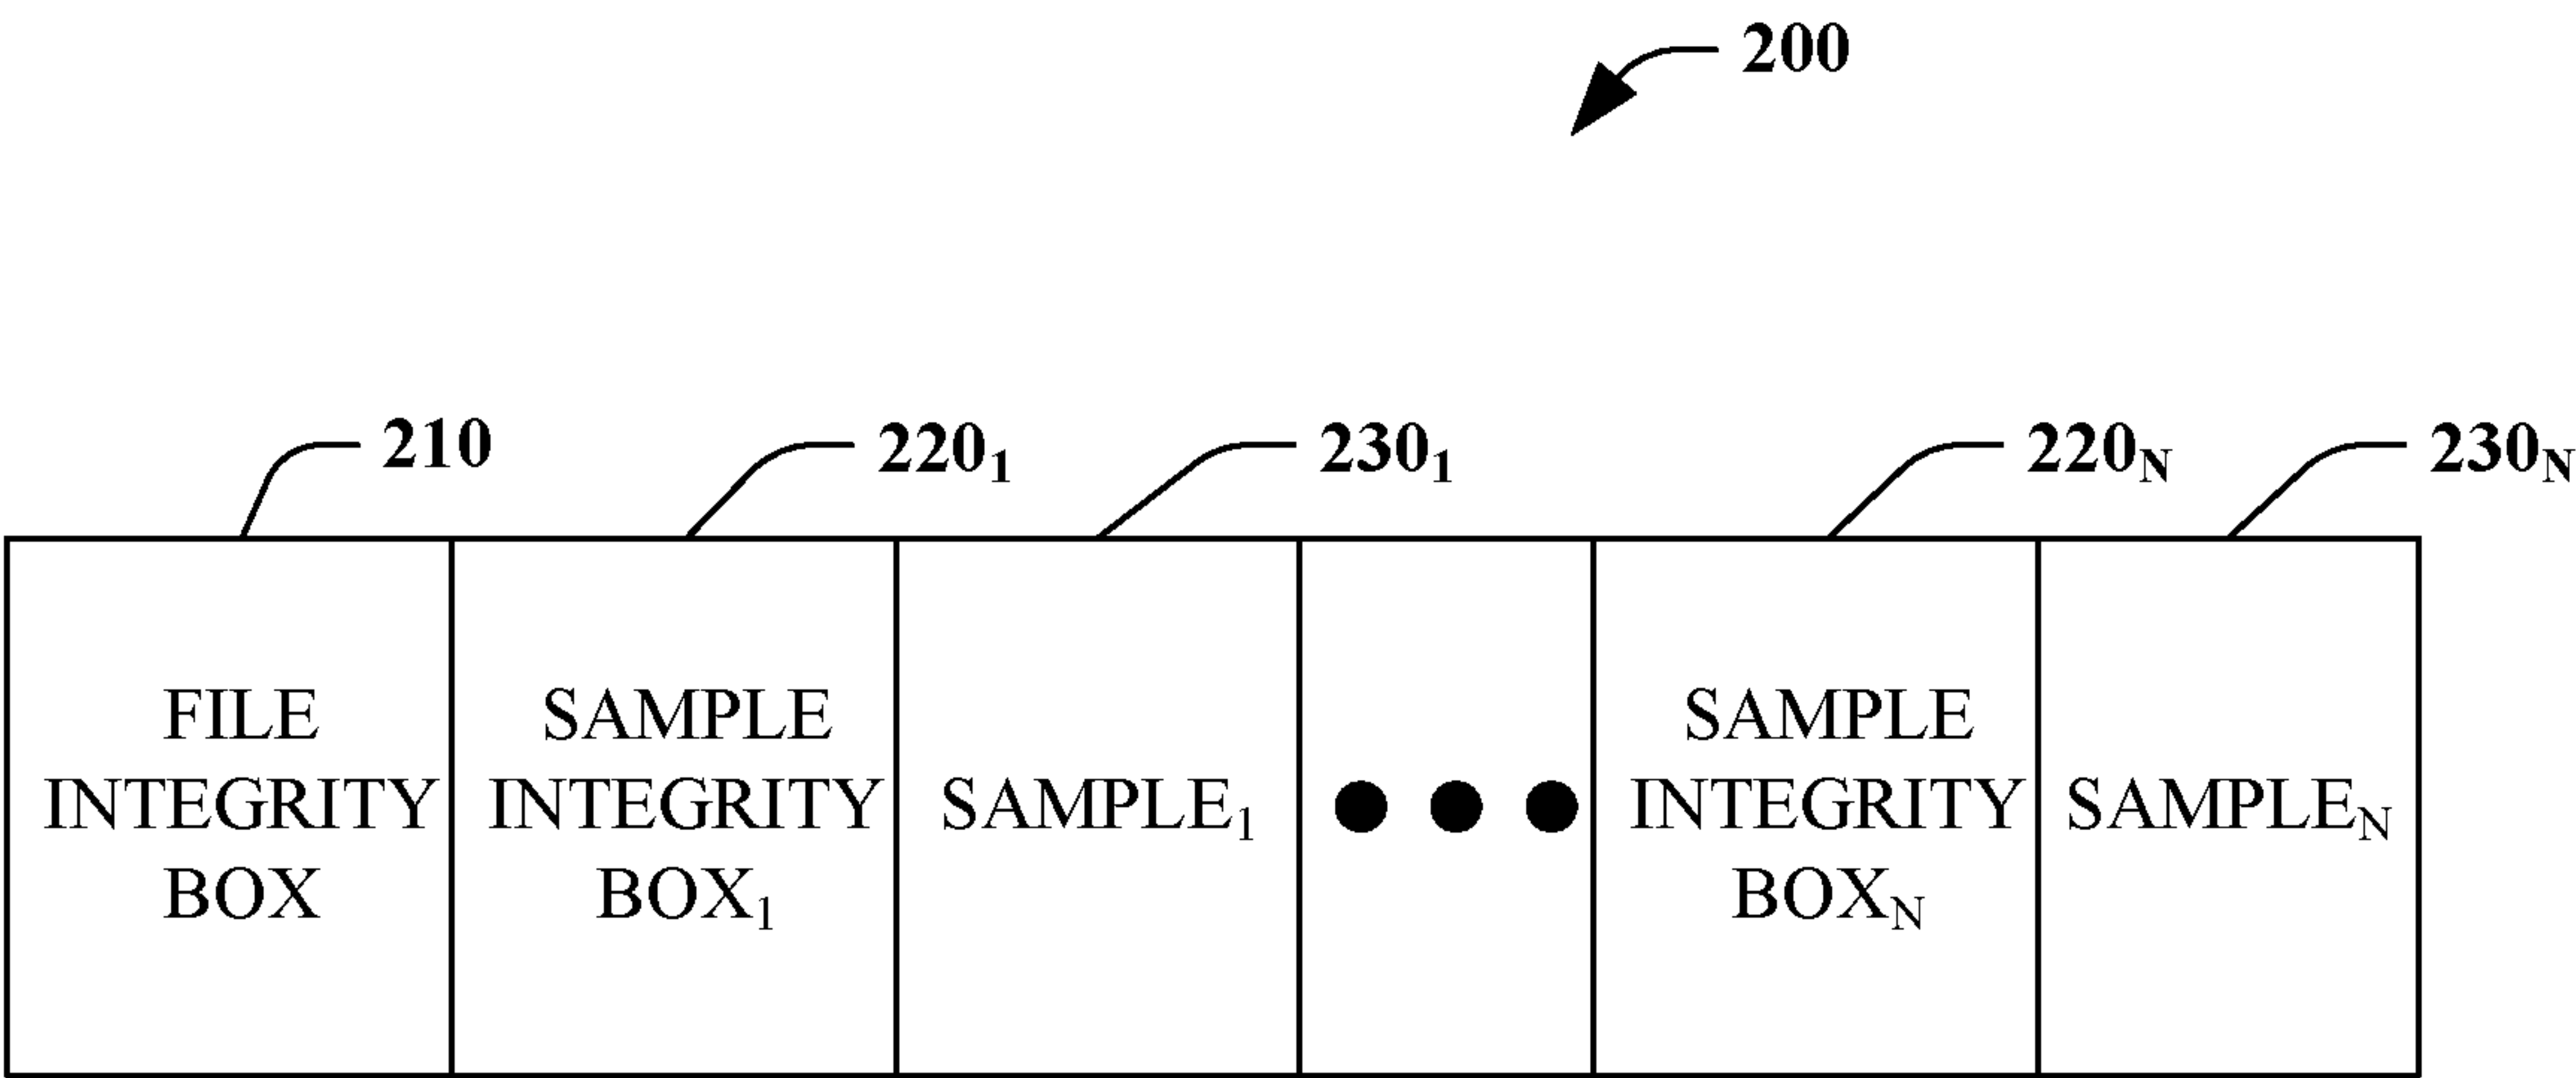 200
210
220₁
230₁
220N
230N
FILE
INTEGRITY
BOX
SAMPLE
INTEGRITY
BOX₁
SAMPLE₁
SAMPLE
INTEGRITY
BOXN
SAMPLEN